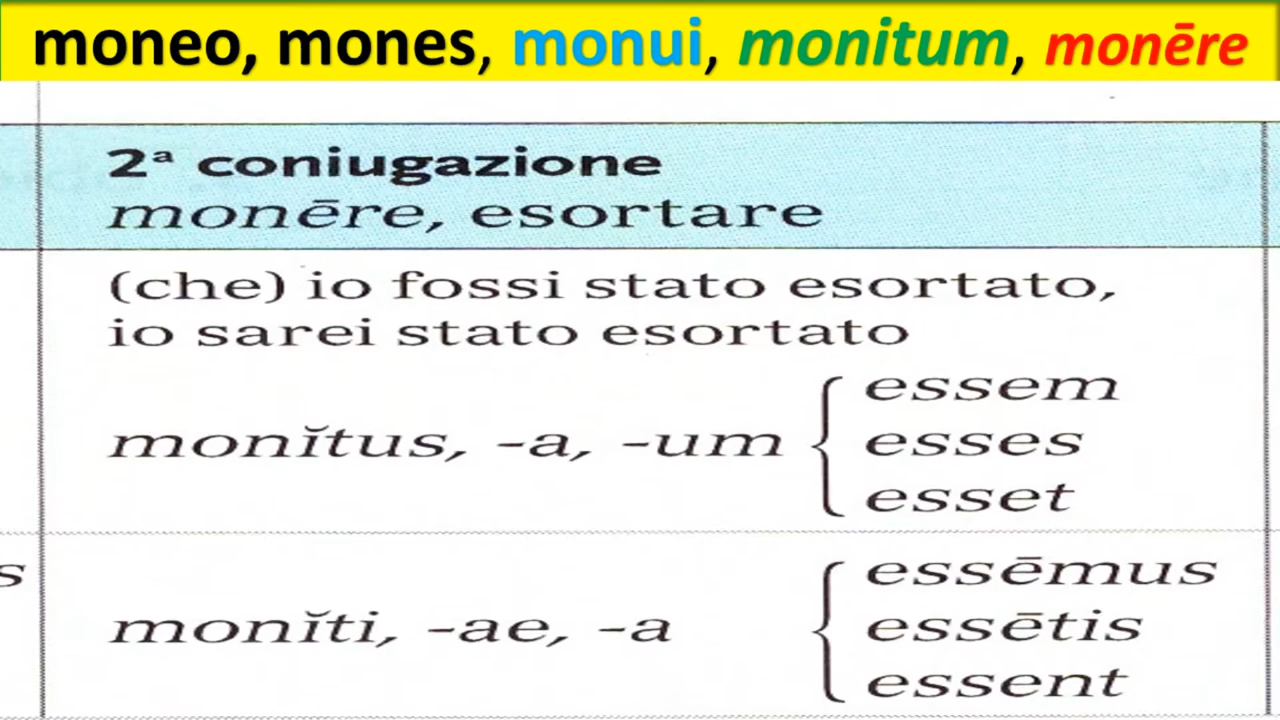 moneo, mones, monui, monitum, monēre
2ª coniugazione
monēre, esortare
(che) io fossi stato esortato,
io sarei stato esortato
essem
monĭtus, -a, -um { esses
esset
s
essēmus
monĭti, -ae, -a { essētis
essent